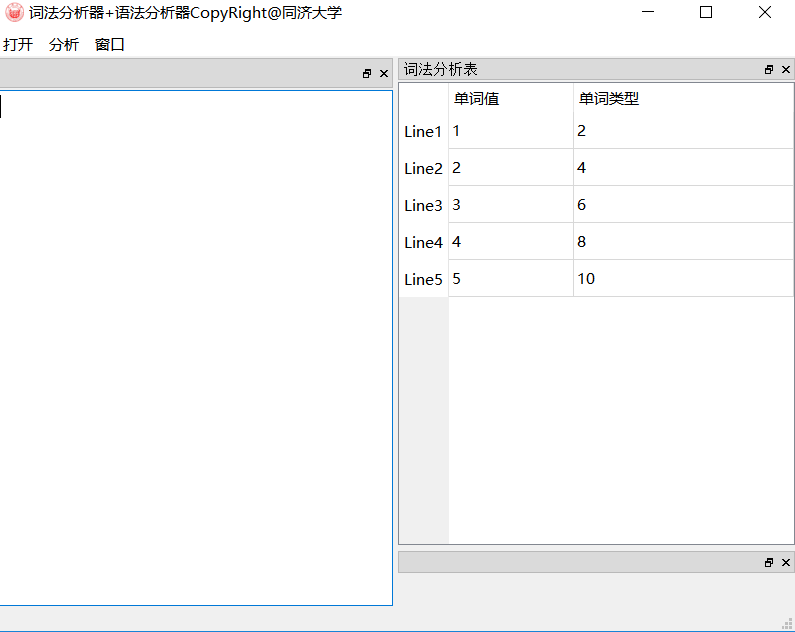 词法分析器+语法分析器CopyRight@同济大学
打开 分析 窗口
词法分析表
单词值 单词类型
Line1 1 2
Line2 2 4
Line3 3 6
Line4 4 8
Line5 5 10